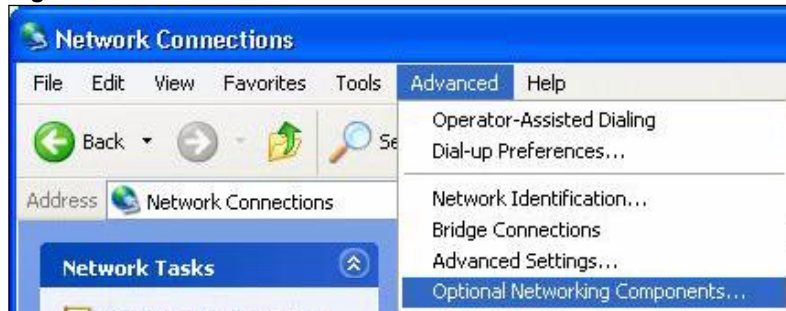 Network Connections
File Edit View Favorites Tools Advanced Help
Back
Address Network Connections
Network Tasks
Operator-Assisted Dialing
Dial-up Preferences...
Network Identification...
Bridge Connections
Advanced Settings...
Optional Networking Components...